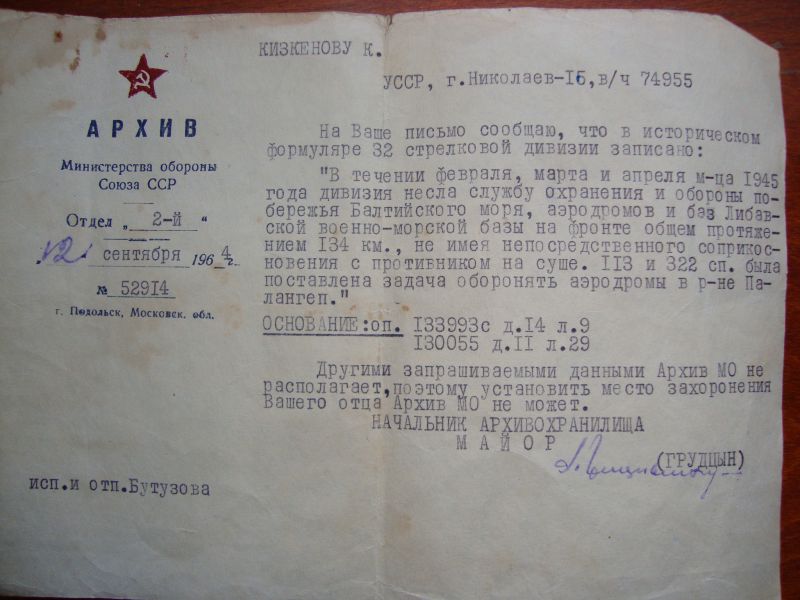 АРХИВ
Министерства обороны
Союза ССР
Отдел „ 2-й “
12 сентября 1964 г.
№ 52914
г. Подольск, Московск. обл.
КИЗКЕНОВУ К.
УССР, г.Николаев-16,в/ч 74955
На Ваше письмо сообщаю, что в историческом
формуляре 32 стрелковой дивизии записано:
"В течении февраля, марта и апреля м-ца 1945
года дивизия несла службу охранения и обороны по-
бережья Балтийского моря, аэродромов и баз Либав-
ской военно-морской базы на фронте общем протяже-
нием 134 км., не имея непосредственного соприкос-
новения с противником на суше. 113 и 322 сп. была
поставлена задача оборонять аэродромы в р-не Па-
лангеп."
ОСНОВАНИЕ:оп. 133993с д.14 л.9
130055 д.11 л.29
Другими запрашиваемыми данными Архив МО не
располагает,поэтому установить место захоронения
Вашего отца Архив МО не может.
НАЧАЛЬНИК АРХИВОХРАНИЛИЩА
МАЙОР
(ГРУДЦЫН)
исп.и отп.Бутузова